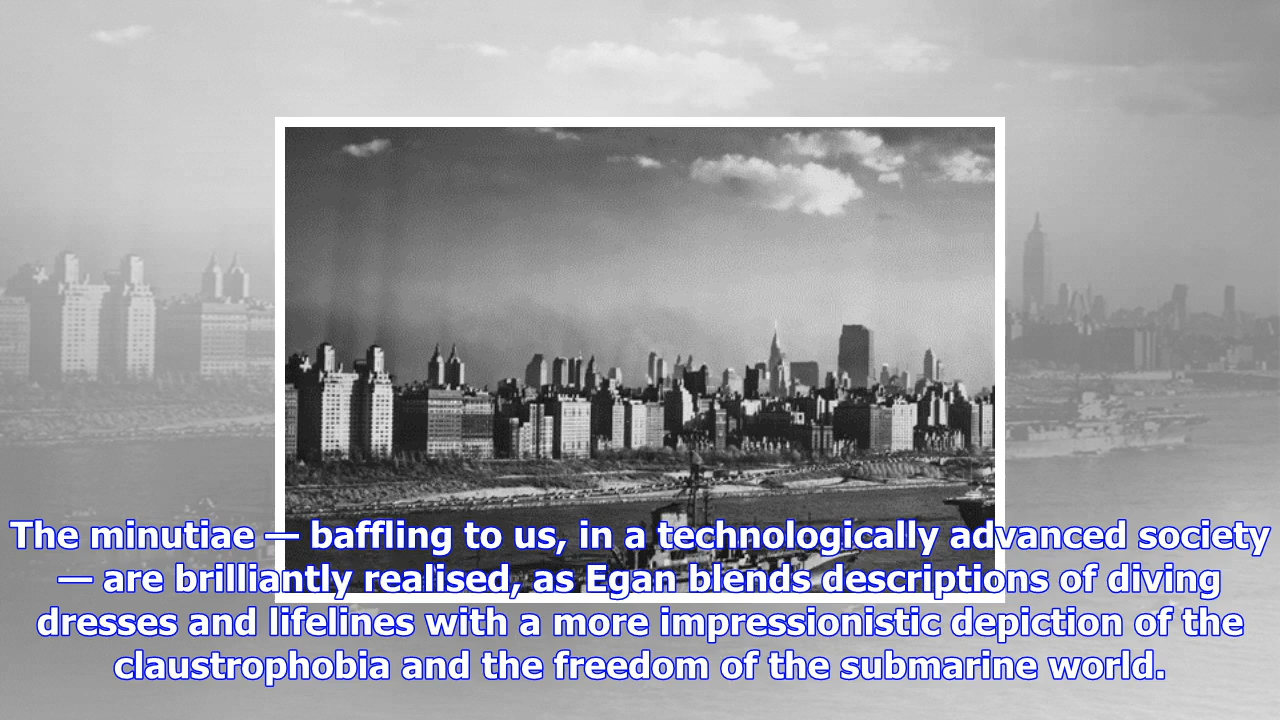 The minutiae — baffling to us, in a technologically advanced society
— are brilliantly realised, as Egan blends descriptions of diving
dresses and lifelines with a more impressionistic depiction of the
claustrophobia and the freedom of the submarine world.